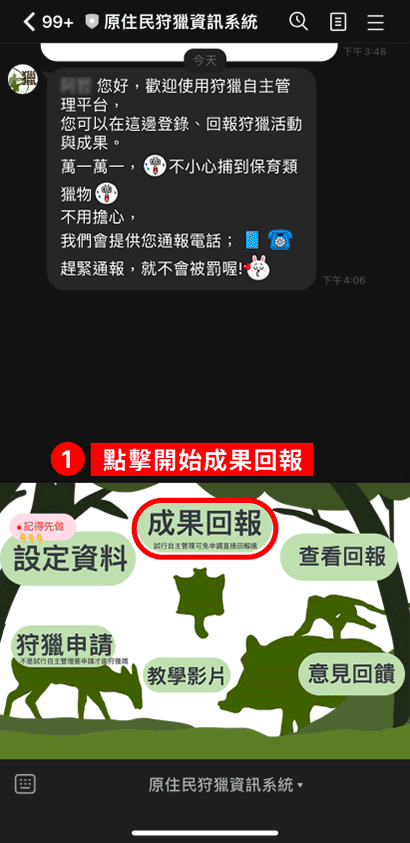 99+ 原住民狩獵資訊系統
下午3:48
今天
獵
您好，歡迎使用狩獵自主管
理平台，
您可以在這邊登錄、回報狩獵活動
與成果。
萬一萬一，不小心捕到保育類
獵物
不用擔心，
我們會提供您通報電話；
趕緊通報，就不會被罰喔!
下午4:06
1 點擊開始成果回報
★記得先做
設定資料
成果回報
試行自主管理可免申請直接回報哦
查看回報
狩獵申請
不是試行自主管理要申請才能狩獵哦
教學影片
意見回饋
原住民狩獵資訊系統▾